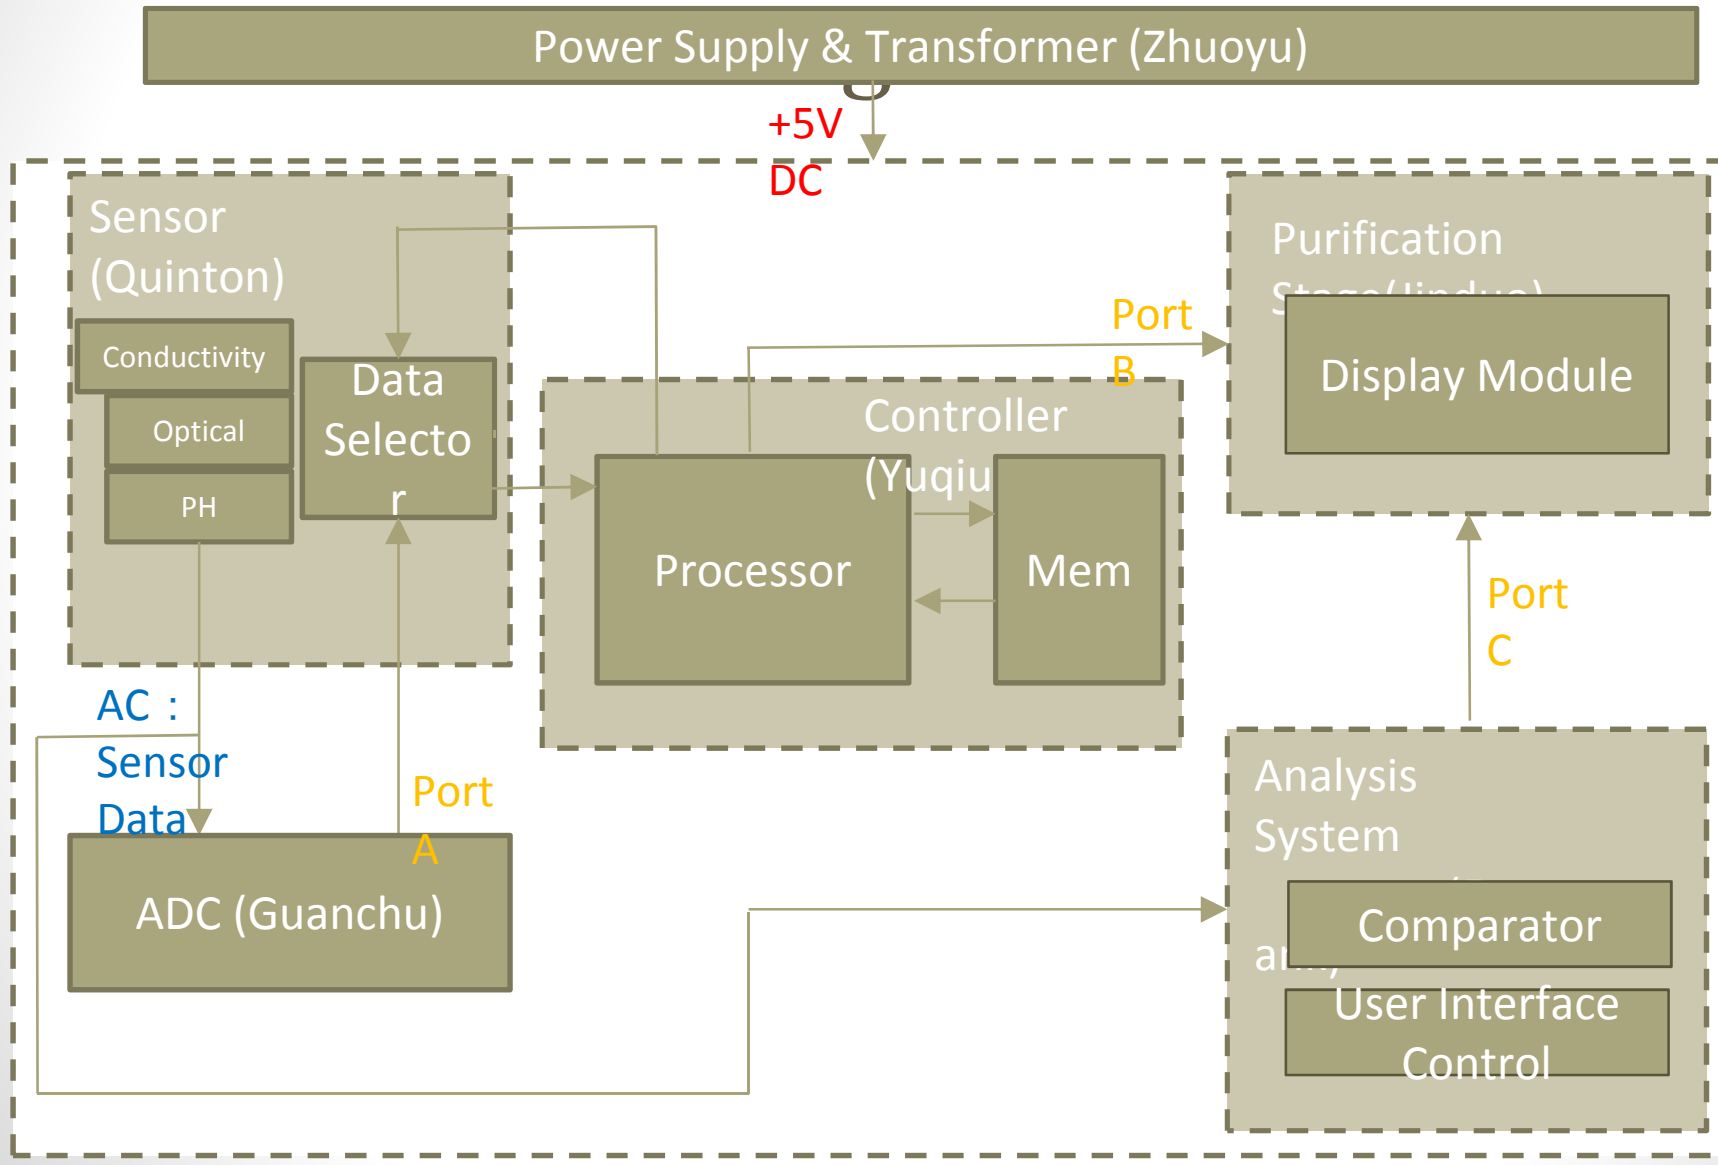 Power Supply & Transformer (Zhuoyu)
+5V
DC
Sensor
(Quinton)
Conductivity
Optical
PH
Data
Selecto
r
Controller
(Yuqiu
Processor
Mem
Port
B
Purification
Display Module
Port
C
AC：
Sensor
Data
Port
A
ADC (Guanchu)
Analysis
System
Comparator
User Interface
Control